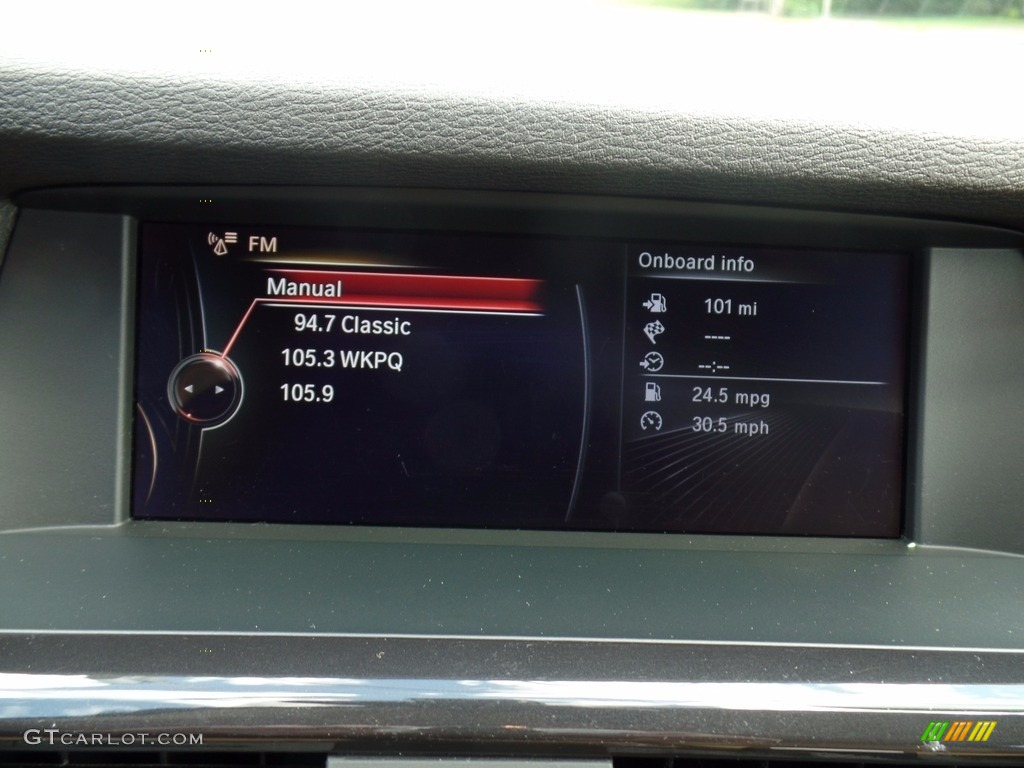 FM
Manual
94.7 Classic
105.3 WKPQ
105.9
Onboard info
101 mi
----
--:--
24.5 mpg
30.5 mph
GTCARLOT.COM